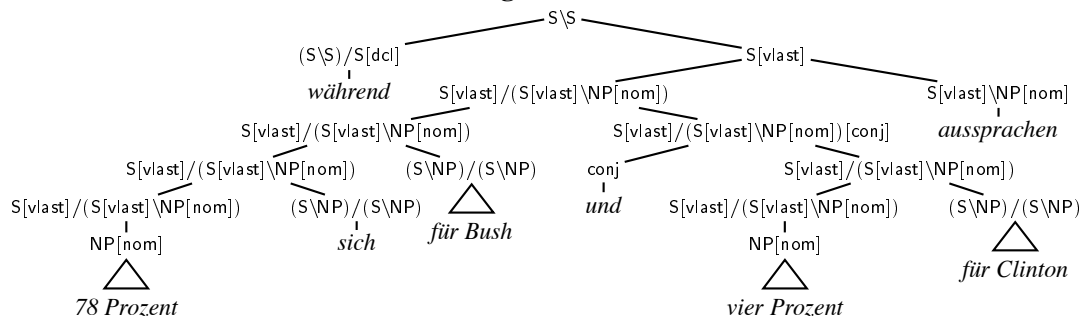 S\S
(S\S)/S[dcl] S[vlast]
während S[vlast]/(S[vlast]\NP[nom]) S[vlast]\NP[nom]
S[vlast]/(S[vlast]\NP[nom]) S[vlast]/(S[vlast]\NP[nom])[conj] aussprachen
S[vlast]/(S[vlast]\NP[nom]) (S\NP)/(S\NP) conj S[vlast]/(S[vlast]\NP[nom])
S[vlast]/(S[vlast]\NP[nom]) (S\NP)/(S\NP) für Bush und S[vlast]/(S[vlast]\NP[nom]) (S\NP)/(S\NP)
NP[nom] sich NP[nom] für Clinton
78 Prozent vier Prozent